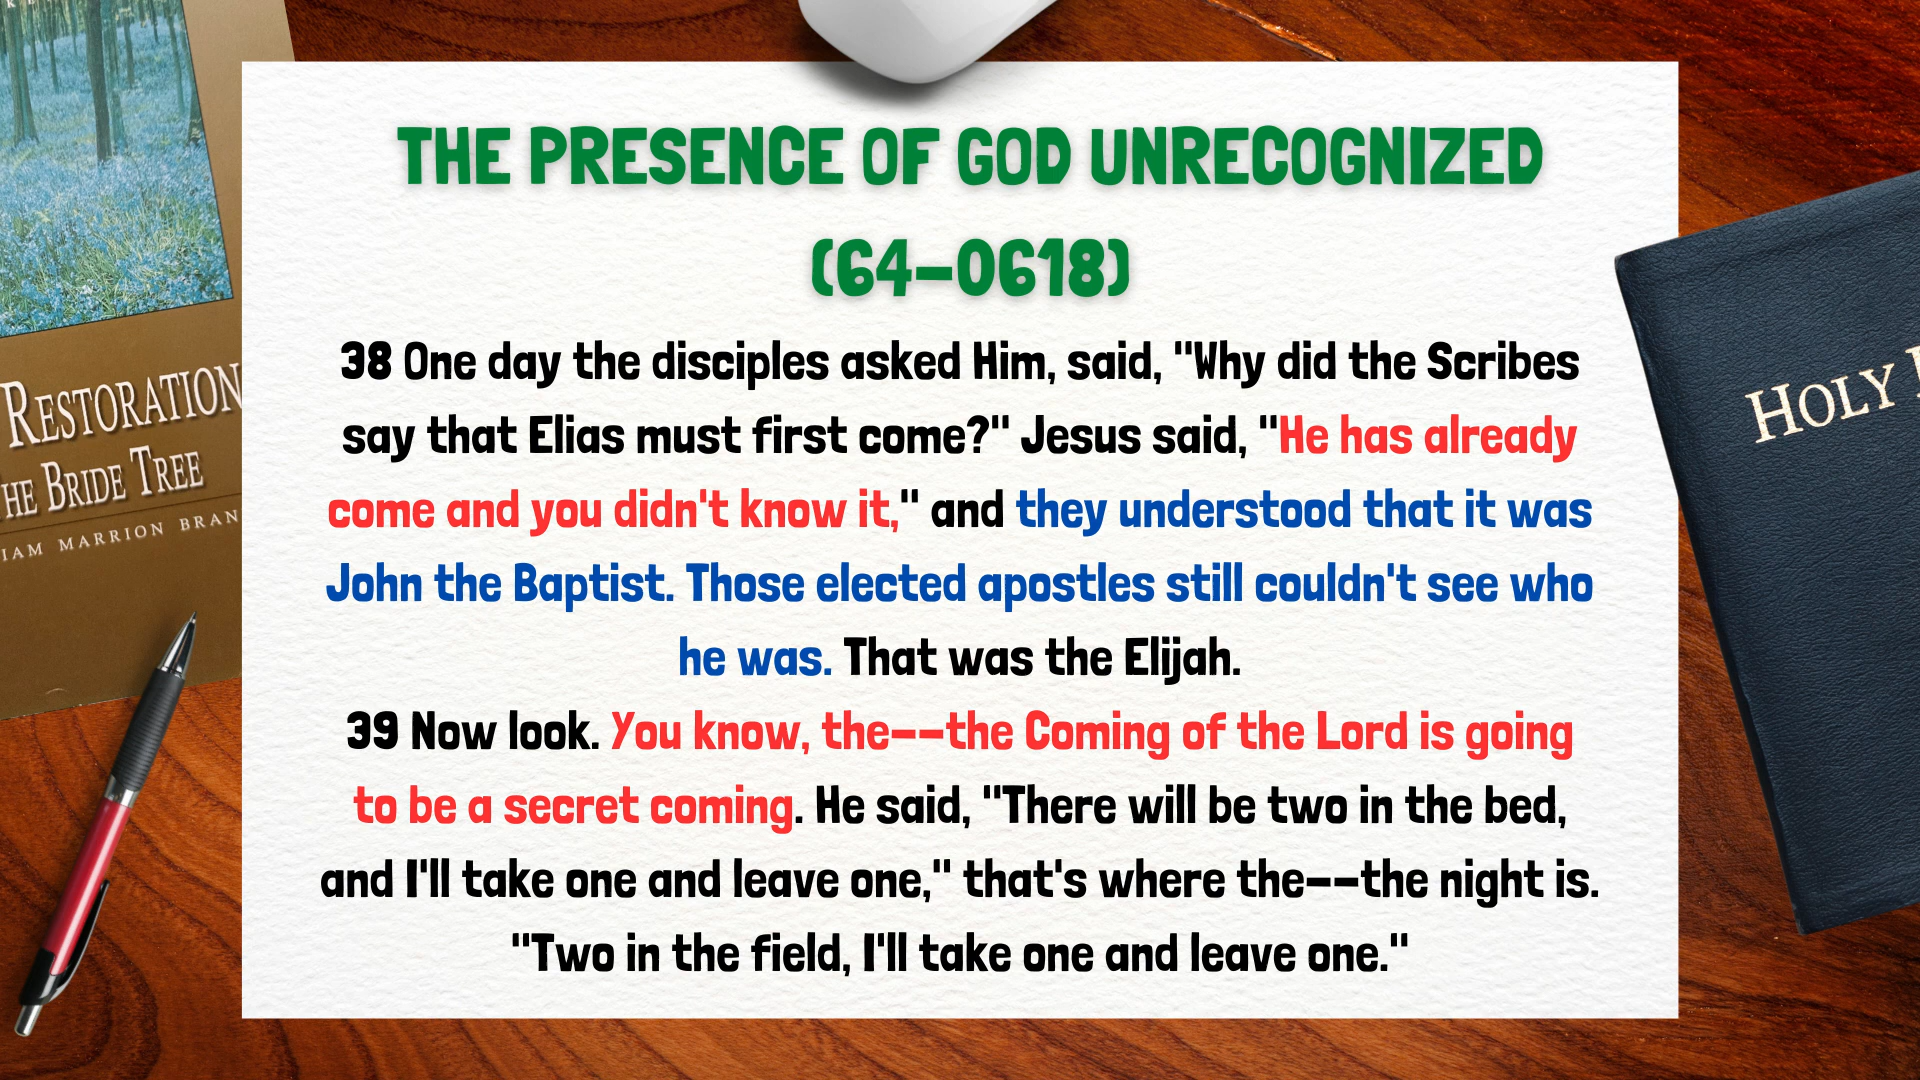 THE PRESENCE OF GOD UNRECOGNIZED
(64-0618)
38 One day the disciples asked Him, said, "Why did the Scribes
say that Elias must first come?" Jesus said, "He has already
come and you didn't know it," and they understood that it was
John the Baptist. Those elected apostles still couldn't see who
he was. That was the Elijah.
39 Now look. You know, the--the Coming of the Lord is going
to be a secret coming. He said, "There will be two in the bed,
and I'll take one and leave one," that's where the--the night is.
"Two in the field, I'll take one and leave one."
RESTORATION
THE BRIDE TREE
MARRION
HOLY